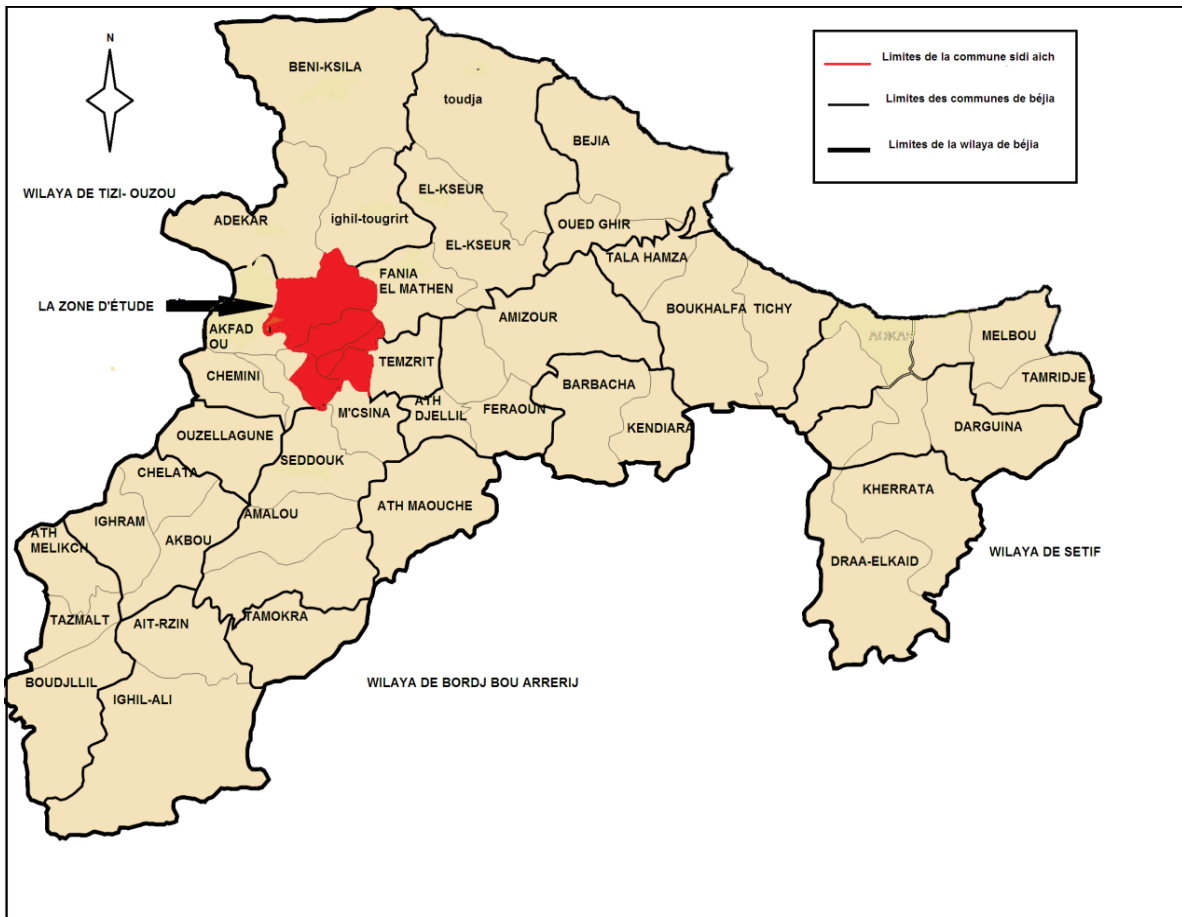 N
BENI-KSILA
toudja
BEJIA
Limites de la commune sidi aich
Limites des communes de béjia
Limites de la wilaya de béjia
WILAYA DE TIZI- OUZOU
ADEKAR
ighil-tougrirt
EL-KSEUR
OUED GHIR
EL-KSEUR
TALA HAMZA
FANIA
EL MATHEN
LA ZONE D'ÉTUDE
AMIZOUR
BOUKHALFA
TICHY
MELBOU
AKFAD
OU
TEMZRIT
CHEMINI
BARBACHA
TAMRIDJE
M'CSINA
ATH
DJELLIL
FERAOUN
KENDIARA
DARGUINA
OUZELLAGUNE
SEDDOUK
CHELATA
KHERRATA
ATH MAOUCHE
IGHRAM
AMALOU
ATH
MELIKCH
AKBOU
WILAYA DE SETIF
DRAA-ELKAID
TAZMALT
AIT-RZIN
TAMOKRA
BOUDJLLIL
IGHIL-ALI
WILAYA DE BORDJ BOU ARRERIJ